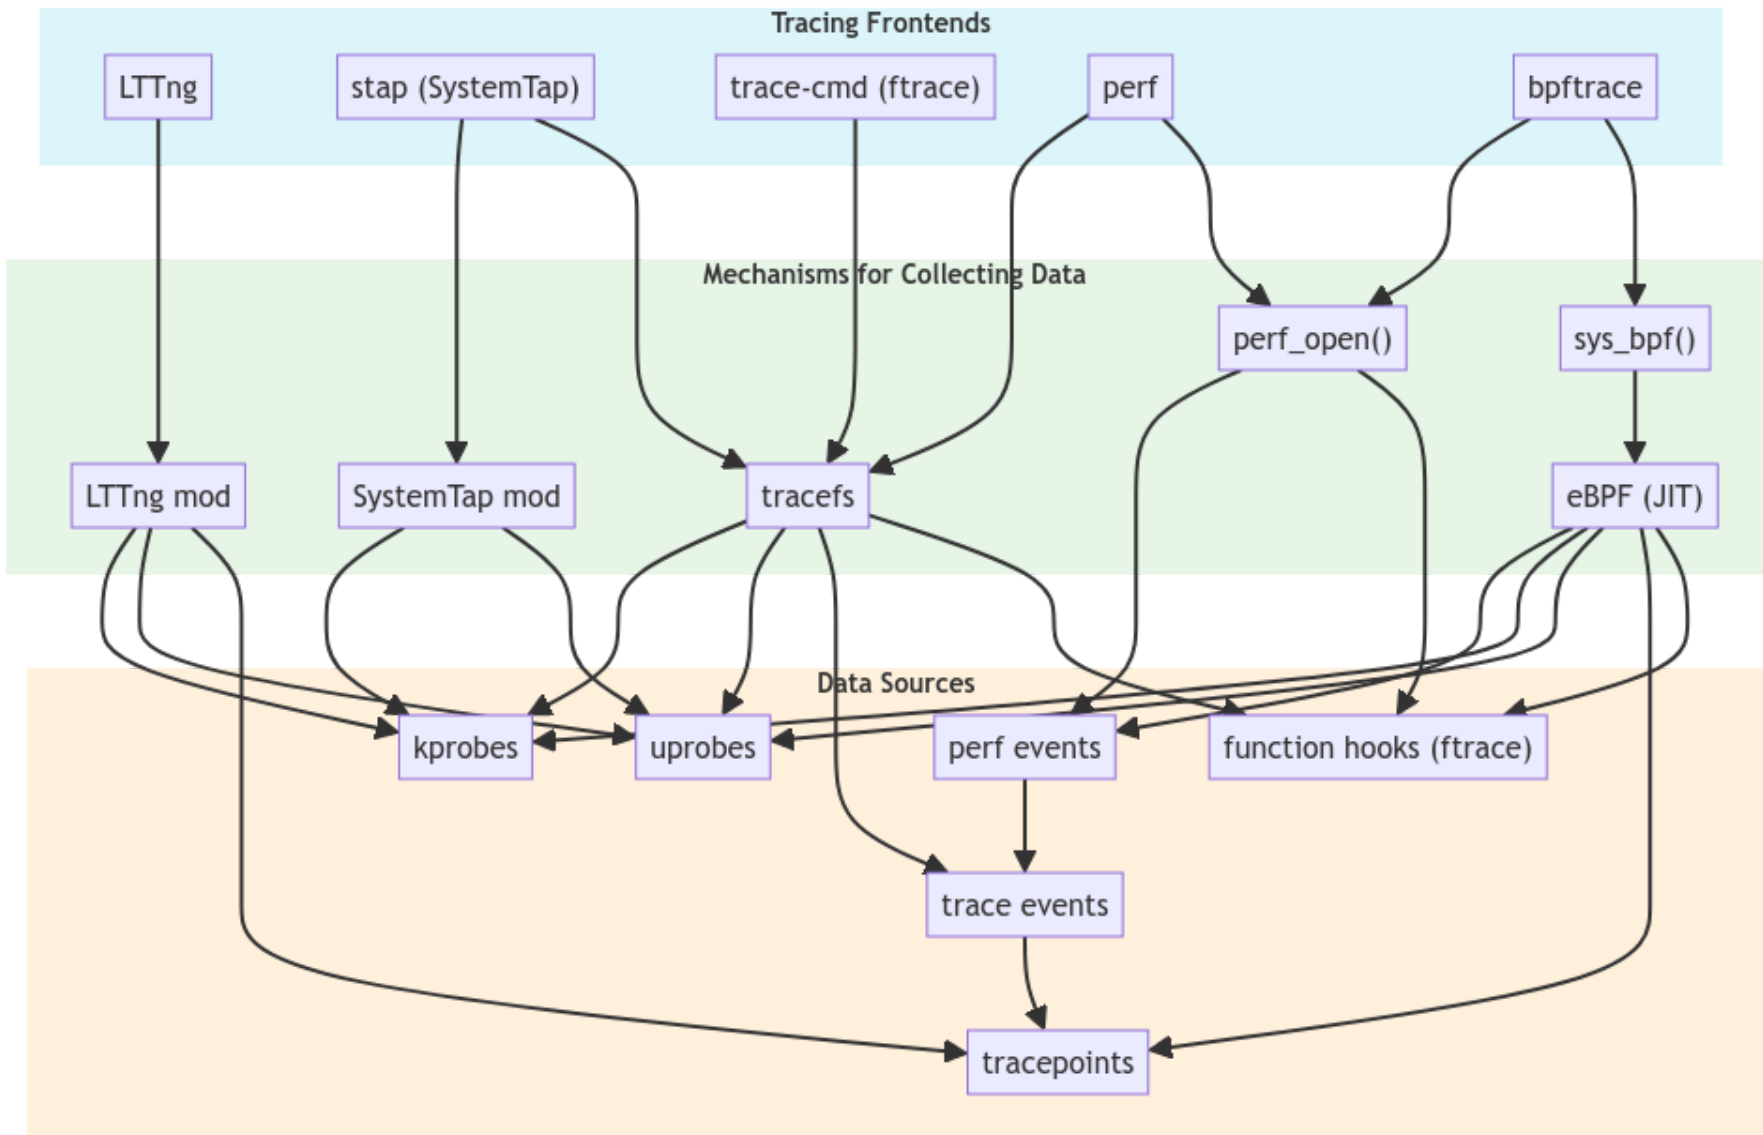 Tracing Frontends
LTTng
stap (SystemTap)
trace-cmd (ftrace)
perf
bpftrace
Mechanisms for Collecting Data
perf_open()
sys_bpf()
LTTng mod
SystemTap mod
tracefs
eBPF (JIT)
Data Sources
kprobes
uprobes
perf events
function hooks (ftrace)
trace events
tracepoints